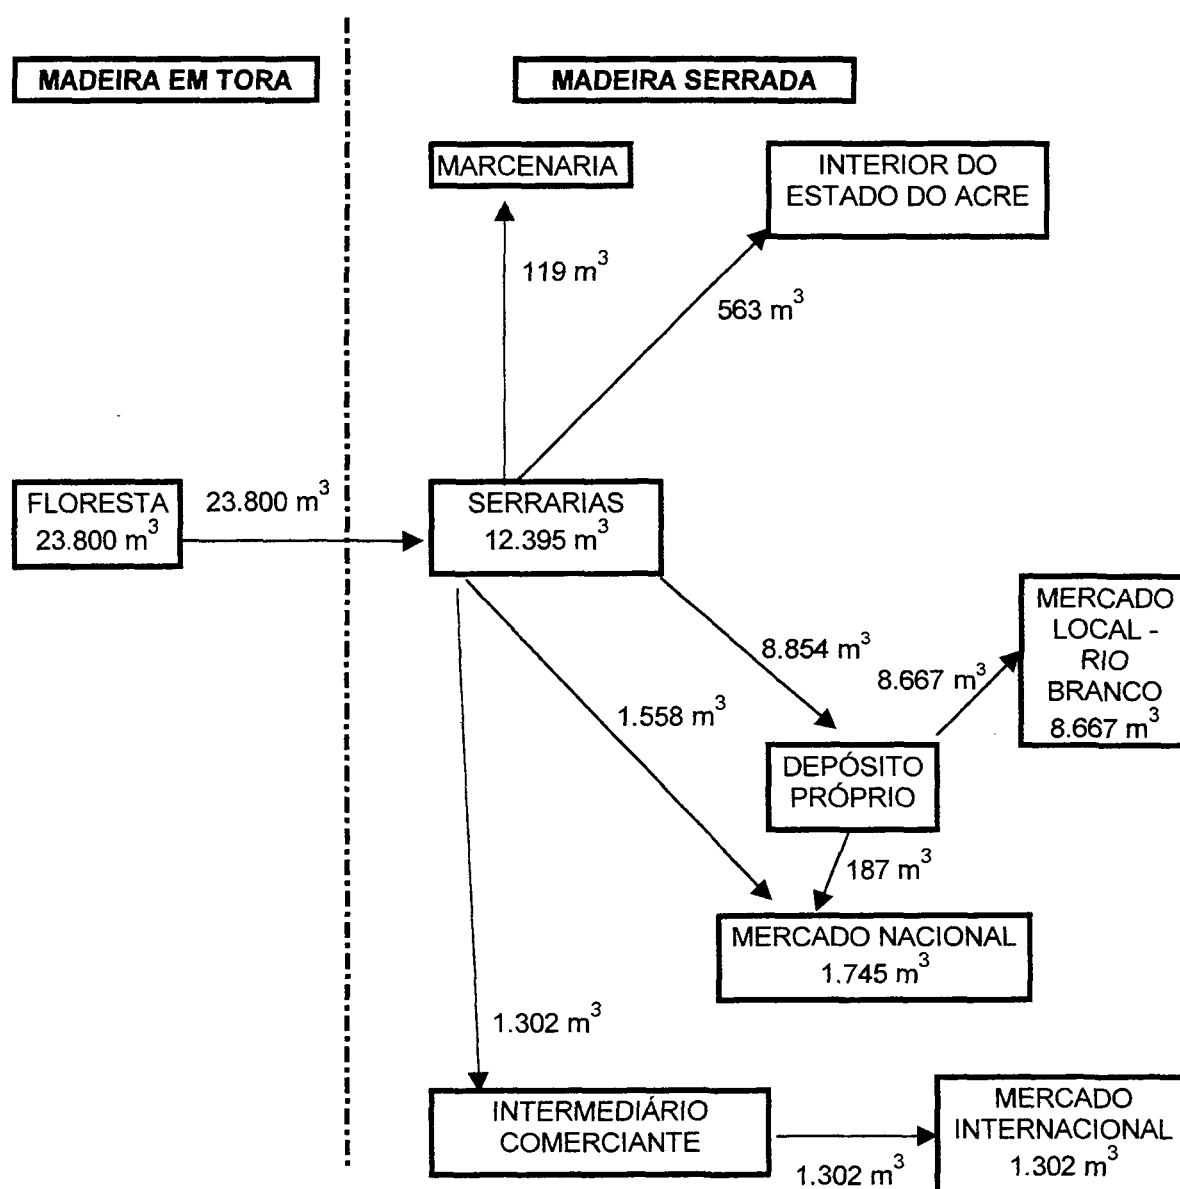 MADEIRA EM TORA
MADEIRA SERRADA
MARCENARIA
INTERIOR DO
ESTADO DO ACRE
119 m³
563 m³
FLORESTA
23.800 m³
23.800 m³
SERRARIAS
12.395 m³
8.854 m³
8.667 m³
MERCADO
LOCAL -
RIO
BRANCO
8.667 m³
1.558 m³
DEPÓSITO
PRÓPRIO
187 m³
MERCADO NACIONAL
1.745 m³
1.302 m³
INTERMEDIÁRIO
COMERCIANTE
1.302 m³
MERCADO
INTERNACIONAL
1.302 m³